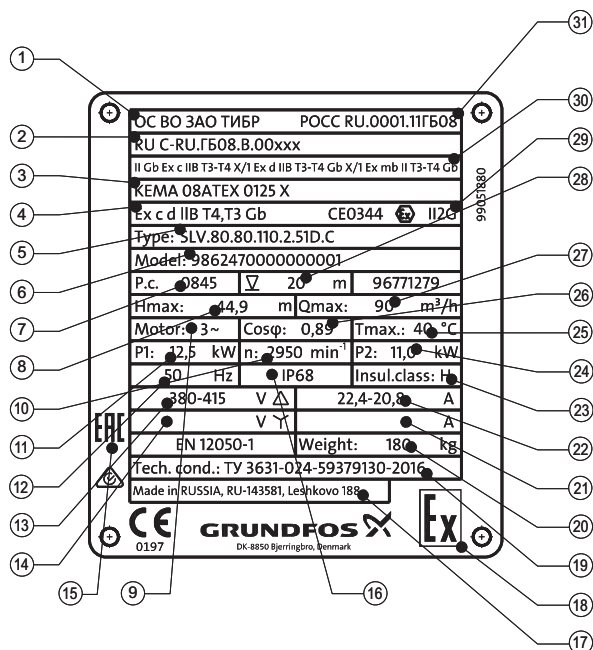 1
31
ОС ВО ЗАО ТИБР РОСС RU.0001.11ГБ08
30
2
RU C-RU.ГБ08.В.00xxx
29
II Gb Ex c IIB T3-T4 X/1 Ex d IIB T3-T4 Gb X/1 Ex mb II T3-T4 Gb
3
KEMA 08ATEX 0125 X
28
4
Ex c d IIB T4,T3 Gb CE0344 Ex II2G
99051880
5
Type: SLV.80.80.110.2.51D.C
27
6
Model: 9862470000000001
P.c. 0845 20 m 96771279
26
7
Hmax: 44,9 m Qmax: 90 m³/h
25
8
Motor: 3~ Cosφ: 0,89 Tmax.: 40 °C
24
10
P1: 12,5 kW n: 2950 min⁻¹ P2: 11,0 kW
23
11
50 Hz IP68 Insul.class: H
22
12
380-415 V △ 22,4-20,8 A
21
13
EAC
V Y A
20
14
EN 12050-1 Weight: 180 kg
19
Tech. cond.: ТУ 3631-024-59379130-2016
Made in RUSSIA, RU-143581, Leshkovo 188
CE
0197
GRUNDFOS
DK-8850 Bjerringbro, Denmark
Ex
15
9
16
18
17